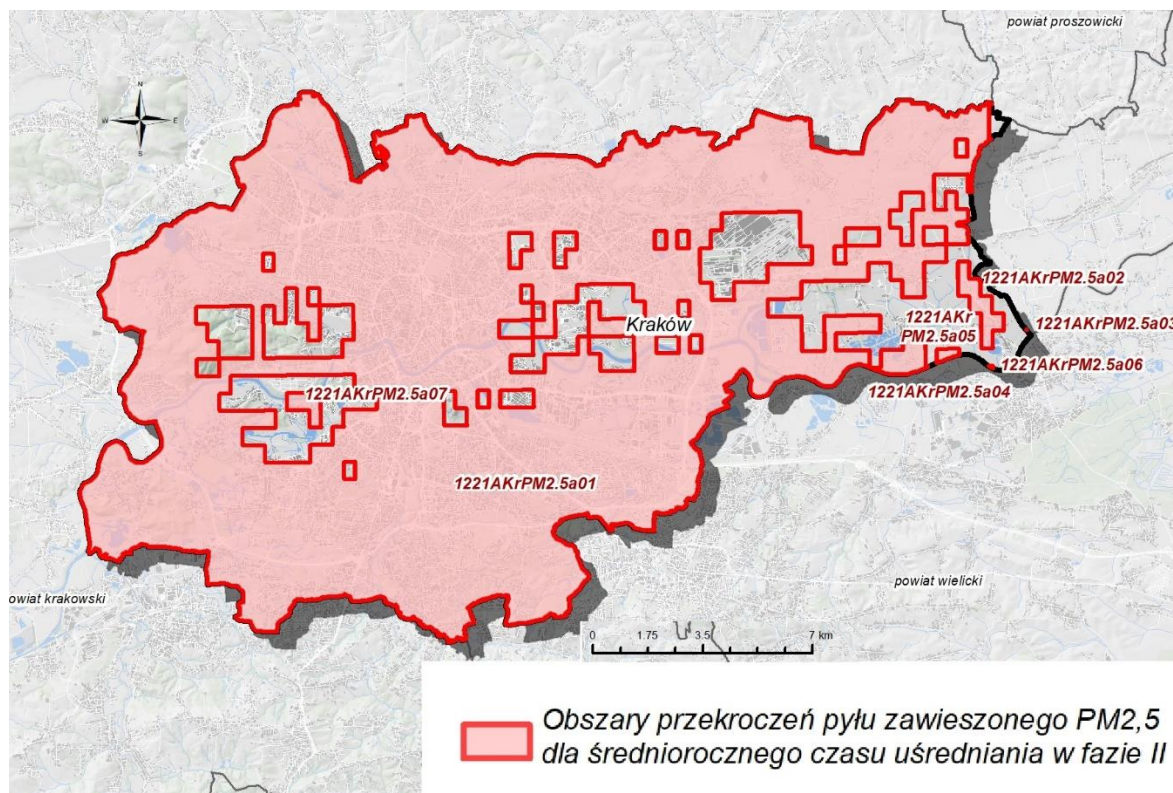 powiat proszowicki
N
W
E
S
1221AKrPM2.5a02
1221AKr
PM2.5a05
1221AKrPM2.5a03
Kraków
1221AKrPM2.5a06
1221AKrPM2.5a07
1221AKrPM2.5a04
1221AKrPM2.5a01
powiat wielicki
powiat krakowski
0 1.75 3.5 7 km
Obszary przekroczeń pyłu zawieszonego PM2,5
dla średniorocznego czasu uśredniania w fazie II